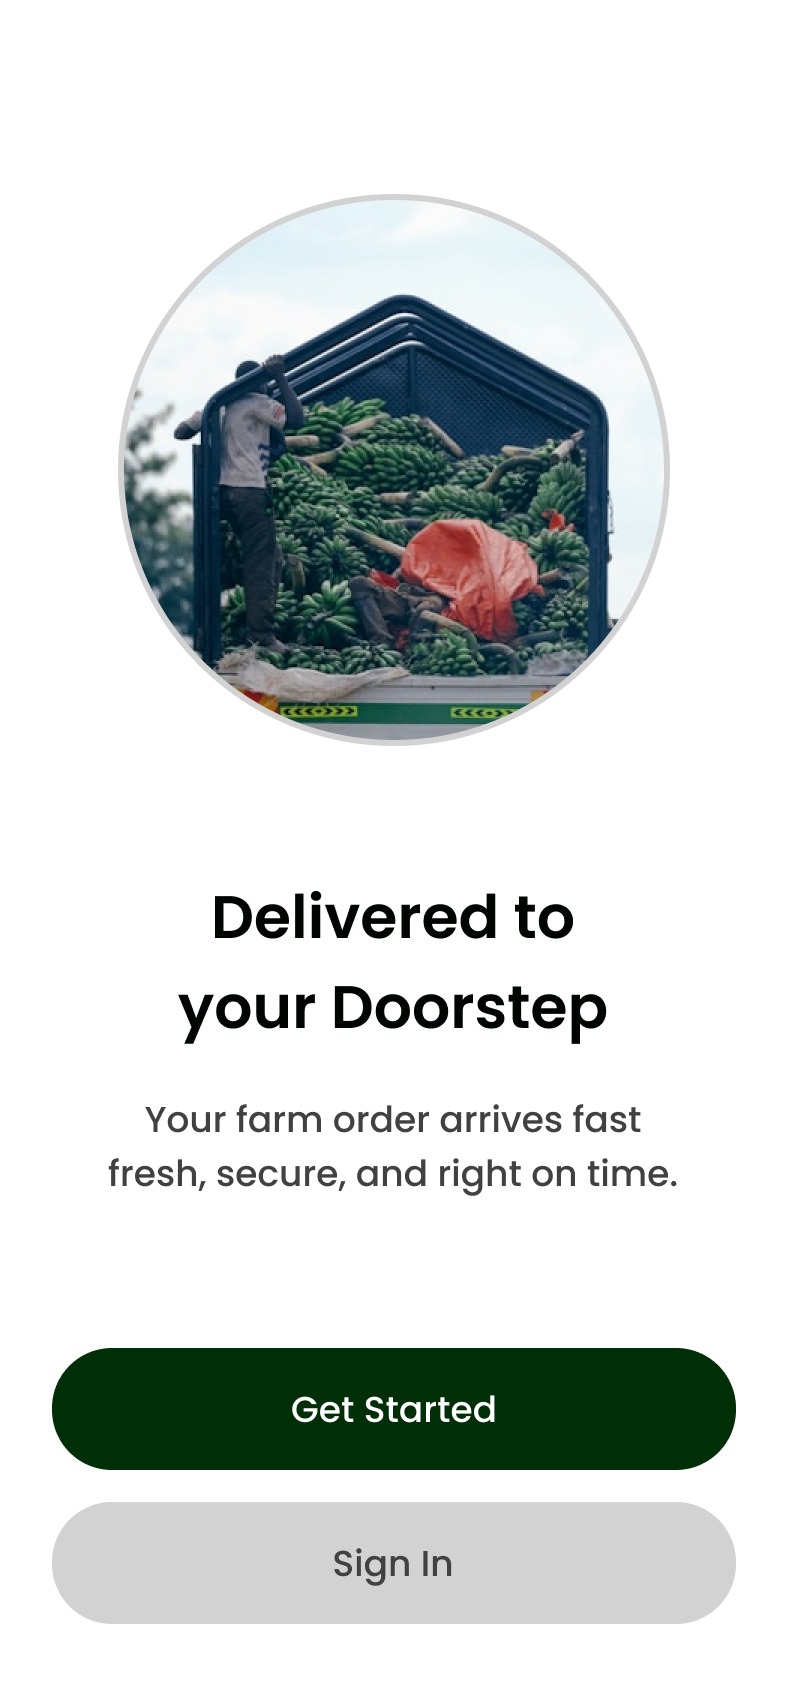 Delivered to
your Doorstep
Your farm order arrives fast
fresh, secure, and right on time.
Get Started
Sign In